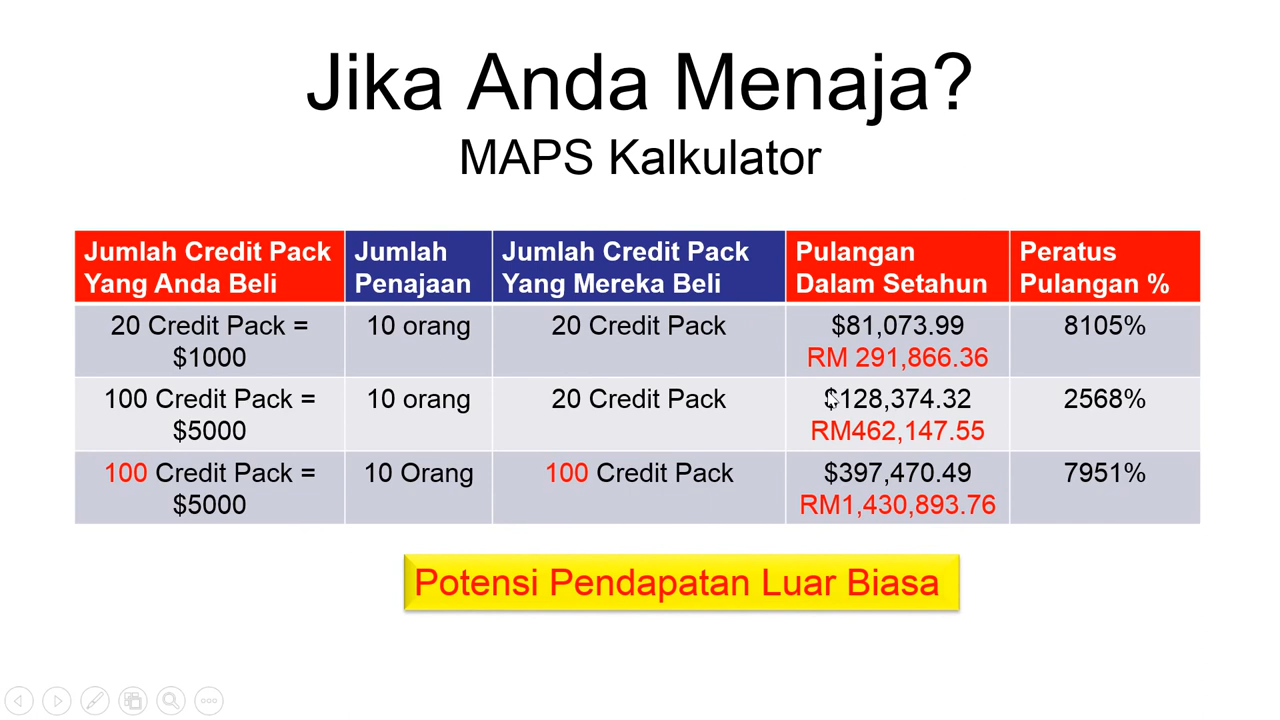 Jika Anda Menaja?
MAPS Kalkulator
Jumlah Credit Pack
Yang Anda Beli
Jumlah
Penajaan
Jumlah Credit Pack
Yang Mereka Beli
Pulangan
Dalam Setahun
Peratus
Pulangan %
20 Credit Pack =
$1000
10 orang
20 Credit Pack
$81,073.99
RM 291,866.36
8105%
100 Credit Pack =
$5000
10 orang
20 Credit Pack
$128,374.32
RM462,147.55
2568%
100 Credit Pack =
$5000
10 Orang
100 Credit Pack
$397,470.49
RM1,430,893.76
7951%
Potensi Pendapatan Luar Biasa